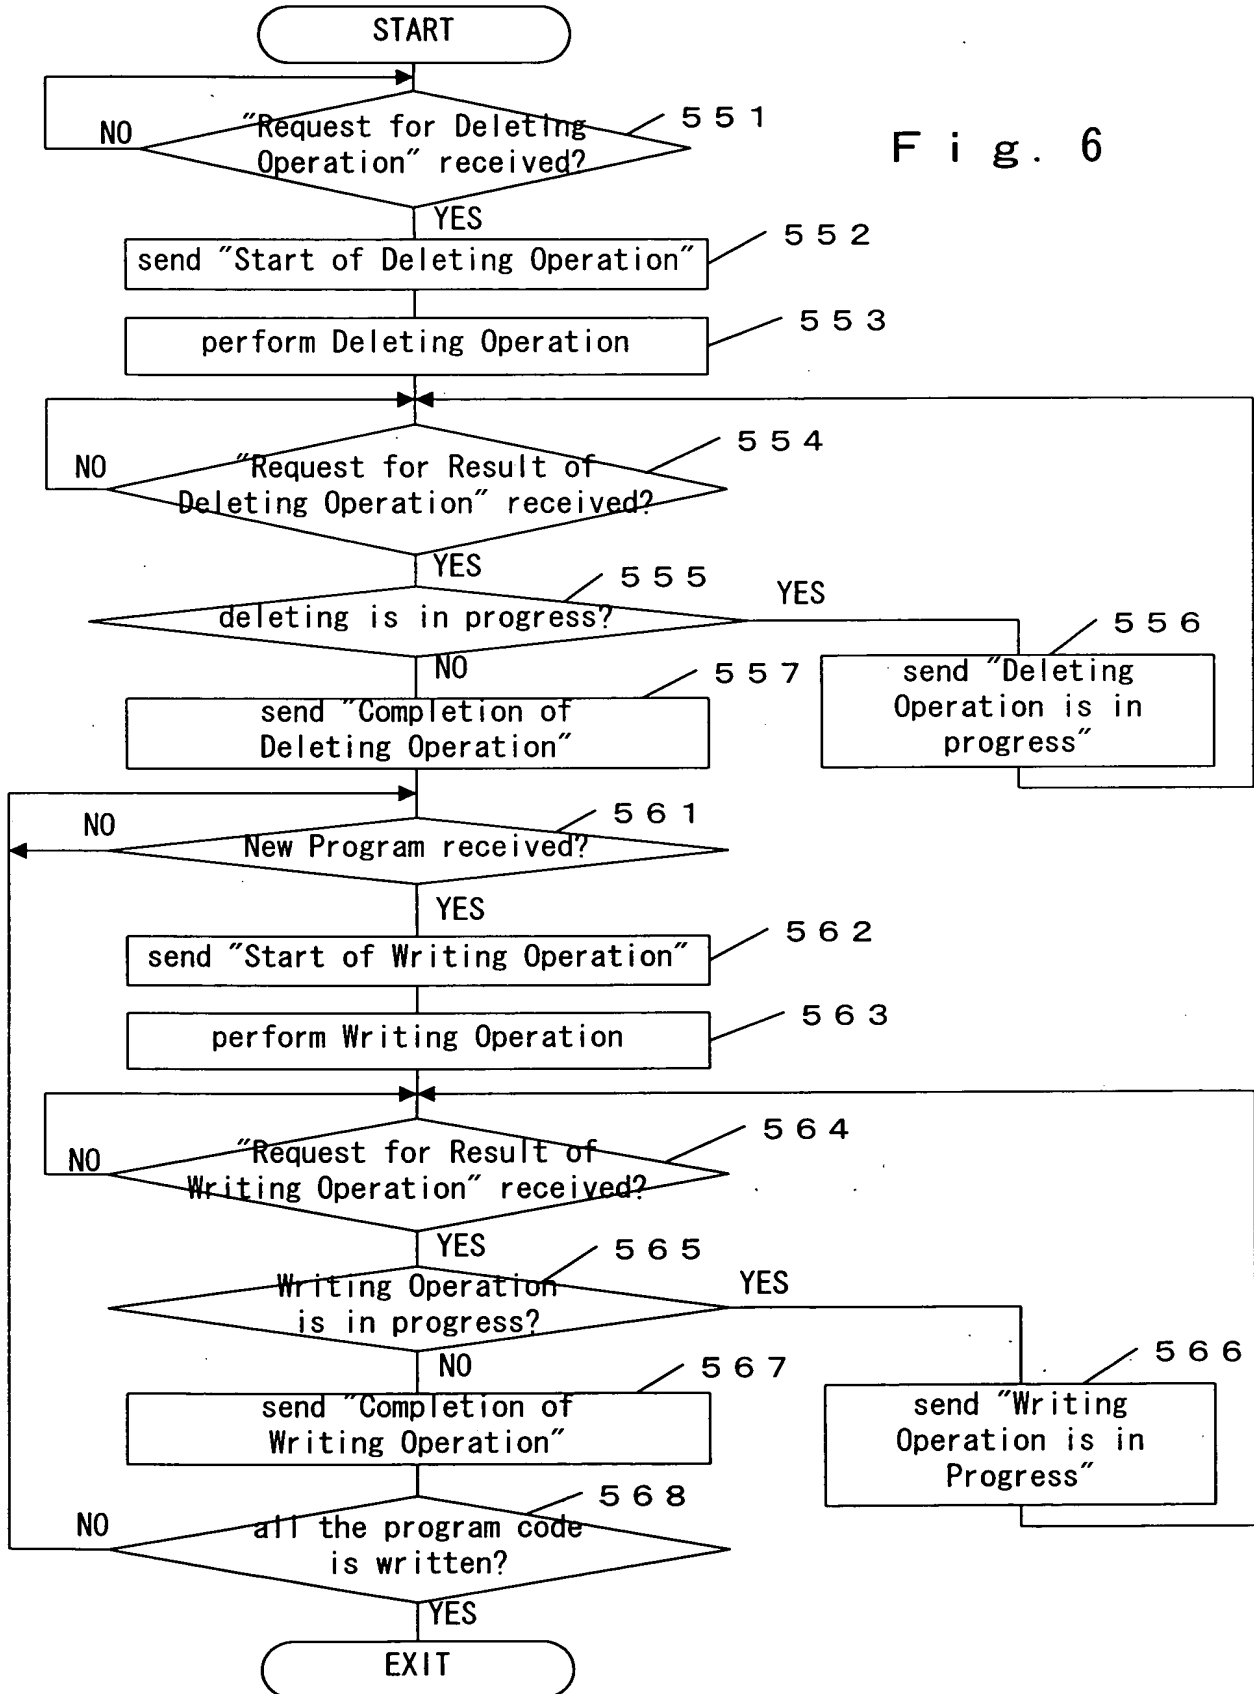 START
NO
"Request for Deleting
Operation" received?
551
Fig. 6
YES
send "Start of Deleting Operation"
552
perform Deleting Operation
553
NO
"Request for Result of
Deleting Operation" received?
554
YES
deleting is in progress?
555
YES
NO
send "Completion of
Deleting Operation"
557
send "Deleting
Operation is in
progress"
556
NO
New Program received?
561
YES
send "Start of Writing Operation"
562
perform Writing Operation
563
NO
"Request for Result of
Writing Operation" received?
564
YES
Writing Operation
is in progress?
565
YES
NO
send "Completion of
Writing Operation"
567
send "Writing
Operation is in
Progress"
566
NO
all the program code
is written?
568
YES
EXIT